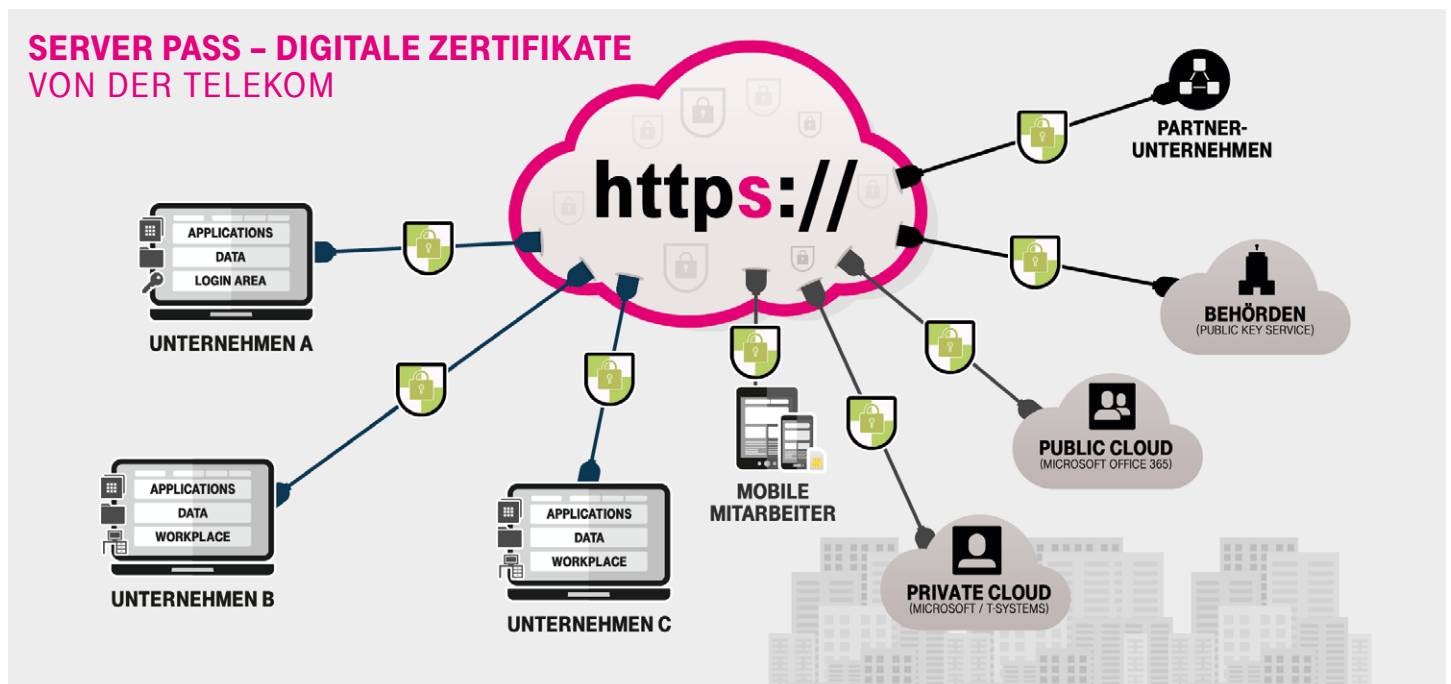 SERVER PASS – DIGITALE ZERTIFIKATE
VON DER TELEKOM
https://
PARTNER-
UNTERNEHMEN
APPLICATIONS
DATA
LOGIN AREA
UNTERNEHMEN A
BEHÖRDEN
(PUBLIC KEY SERVICE)
PUBLIC CLOUD
(MICROSOFT OFFICE 365)
APPLICATIONS
DATA
WORKPLACE
UNTERNEHMEN B
APPLICATIONS
DATA
WORKPLACE
UNTERNEHMEN C
MOBILE
MITARBEITER
PRIVATE CLOUD
(MICROSOFT / T-SYSTEMS)